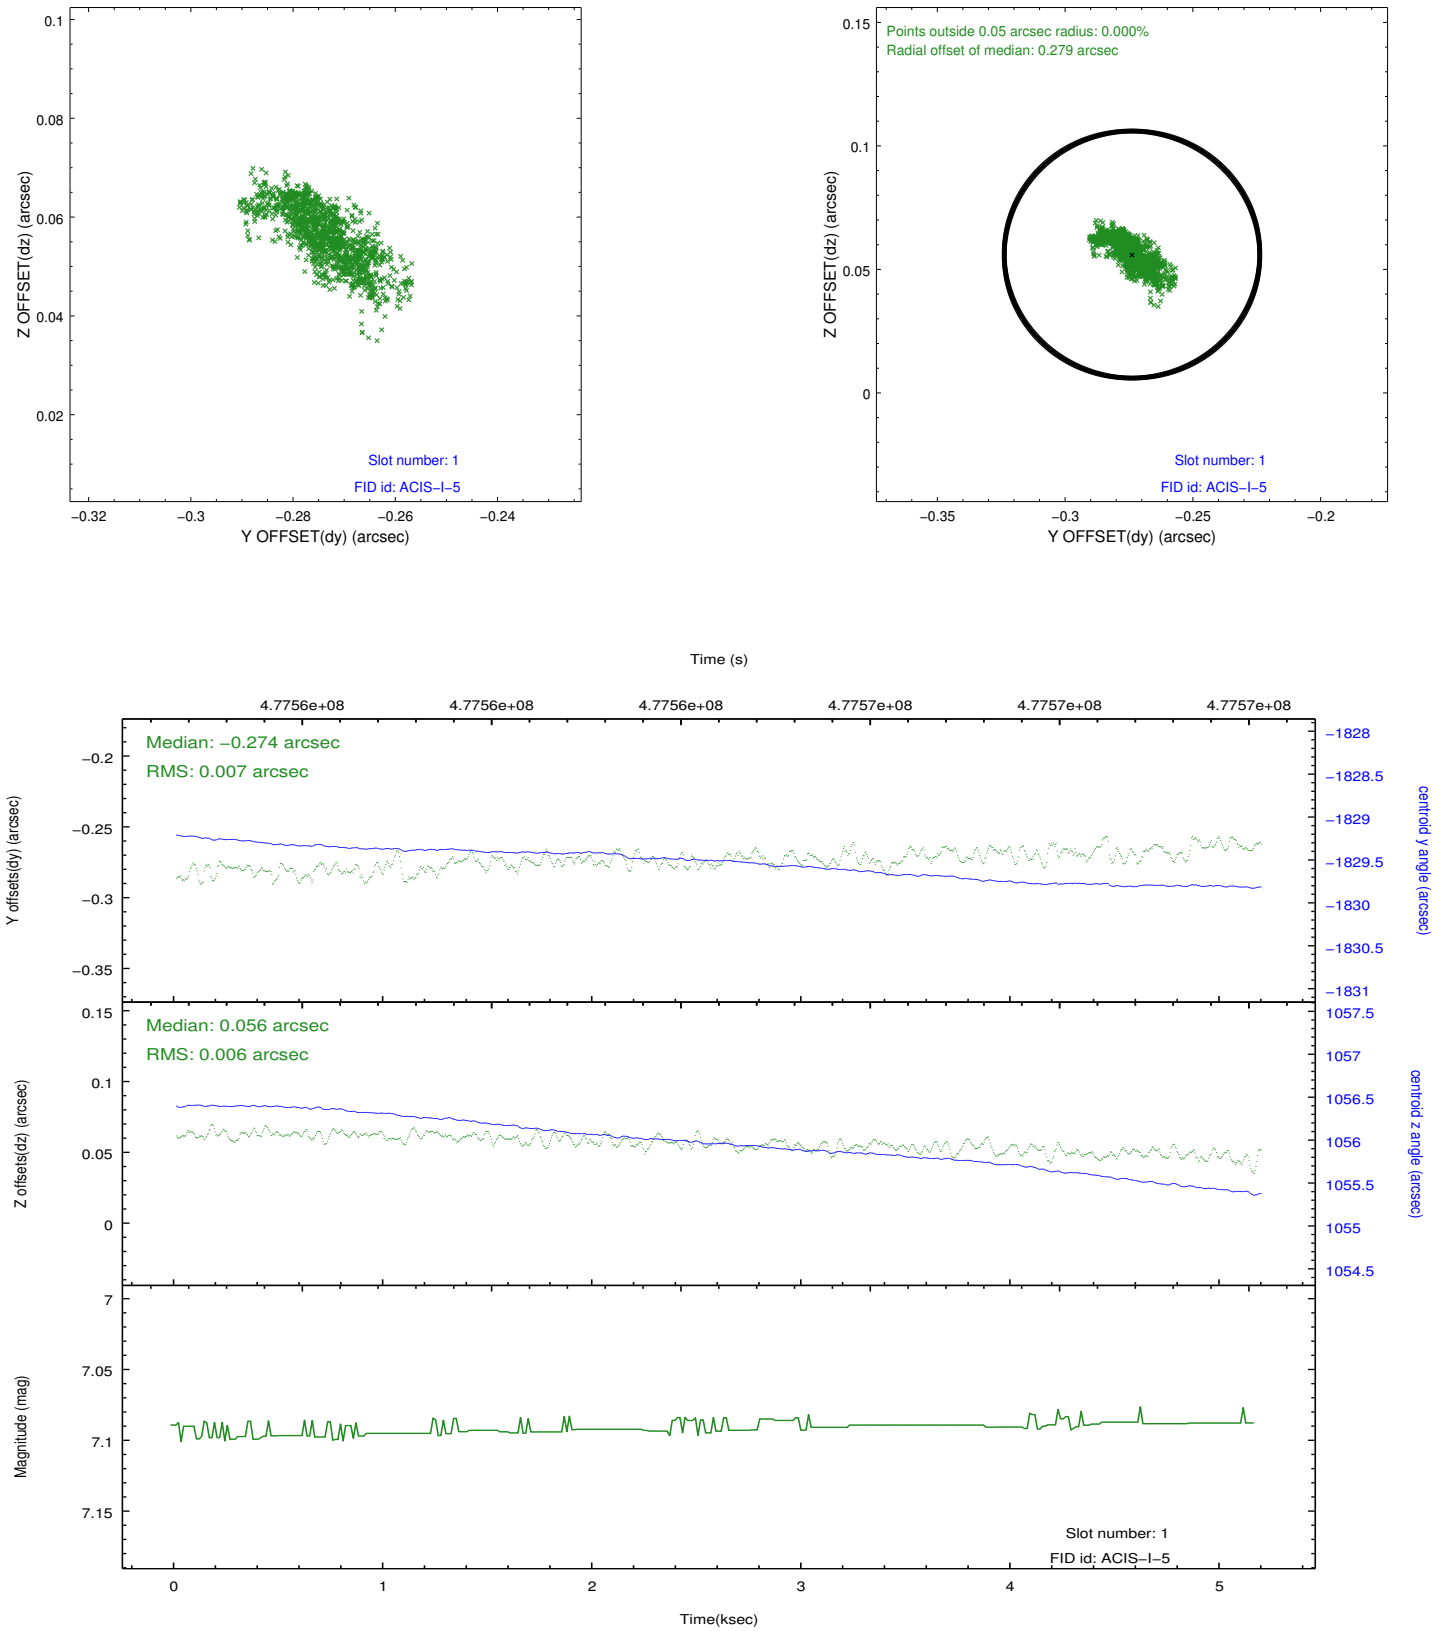 0.1
0.08
0.06
0.04
0.02
Z OFFSET(dz) (arcsec)
Slot number: 1
FID id: ACIS−I−5
−0.32 −0.3 −0.28 −0.26 −0.24
Y OFFSET(dy) (arcsec)
Points outside 0.05 arcsec radius: 0.000%
Radial offset of median: 0.279 arcsec
0.15
0.1
0.05
0
Z OFFSET(dz) (arcsec)
Slot number: 1
FID id: ACIS−I−5
−0.35 −0.3 −0.25 −0.2
Y OFFSET(dy) (arcsec)
Time (s)
4.7756e+08 4.7756e+08 4.7756e+08 4.7757e+08 4.7757e+08 4.7757e+08
Median: −0.274 arcsec
RMS: 0.007 arcsec
−0.2
−0.25
−0.3
−0.35
Y offsets(dy) (arcsec)
−1828
−1828.5
−1829
−1829.5
−1830
−1830.5
−1831
centroid y angle (arcsec)
Median: 0.056 arcsec
RMS: 0.006 arcsec
0.15
0.1
0.05
0
Z offsets(dz) (arcsec)
1057.5
1057
1056.5
1056
1055.5
1055
1054.5
centroid z angle (arcsec)
7
7.05
7.1
7.15
Magnitude (mag)
Slot number: 1
FID id: ACIS−I−5
0 1 2 3 4 5
Time(ksec)